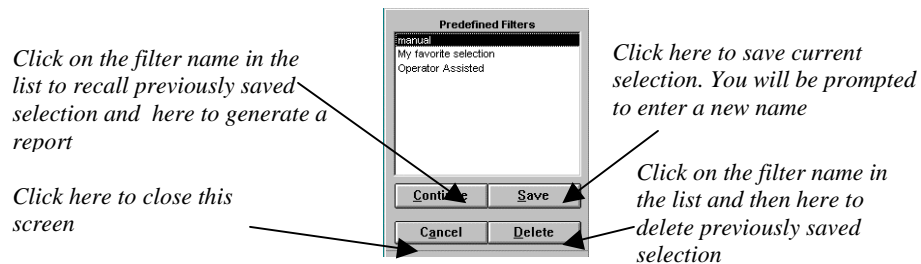 Predefined Filters
manual
My favorite selection
Operator Assisted
Click on the filter name in the
list to recall previously saved
selection and  here to generate a
report
Click here to close this
screen
Continue
Save
Cancel
Delete
Click here to save current
selection. You will be prompted
to enter a new name
Click on the filter name in
the list and then here to
delete previously saved
selection